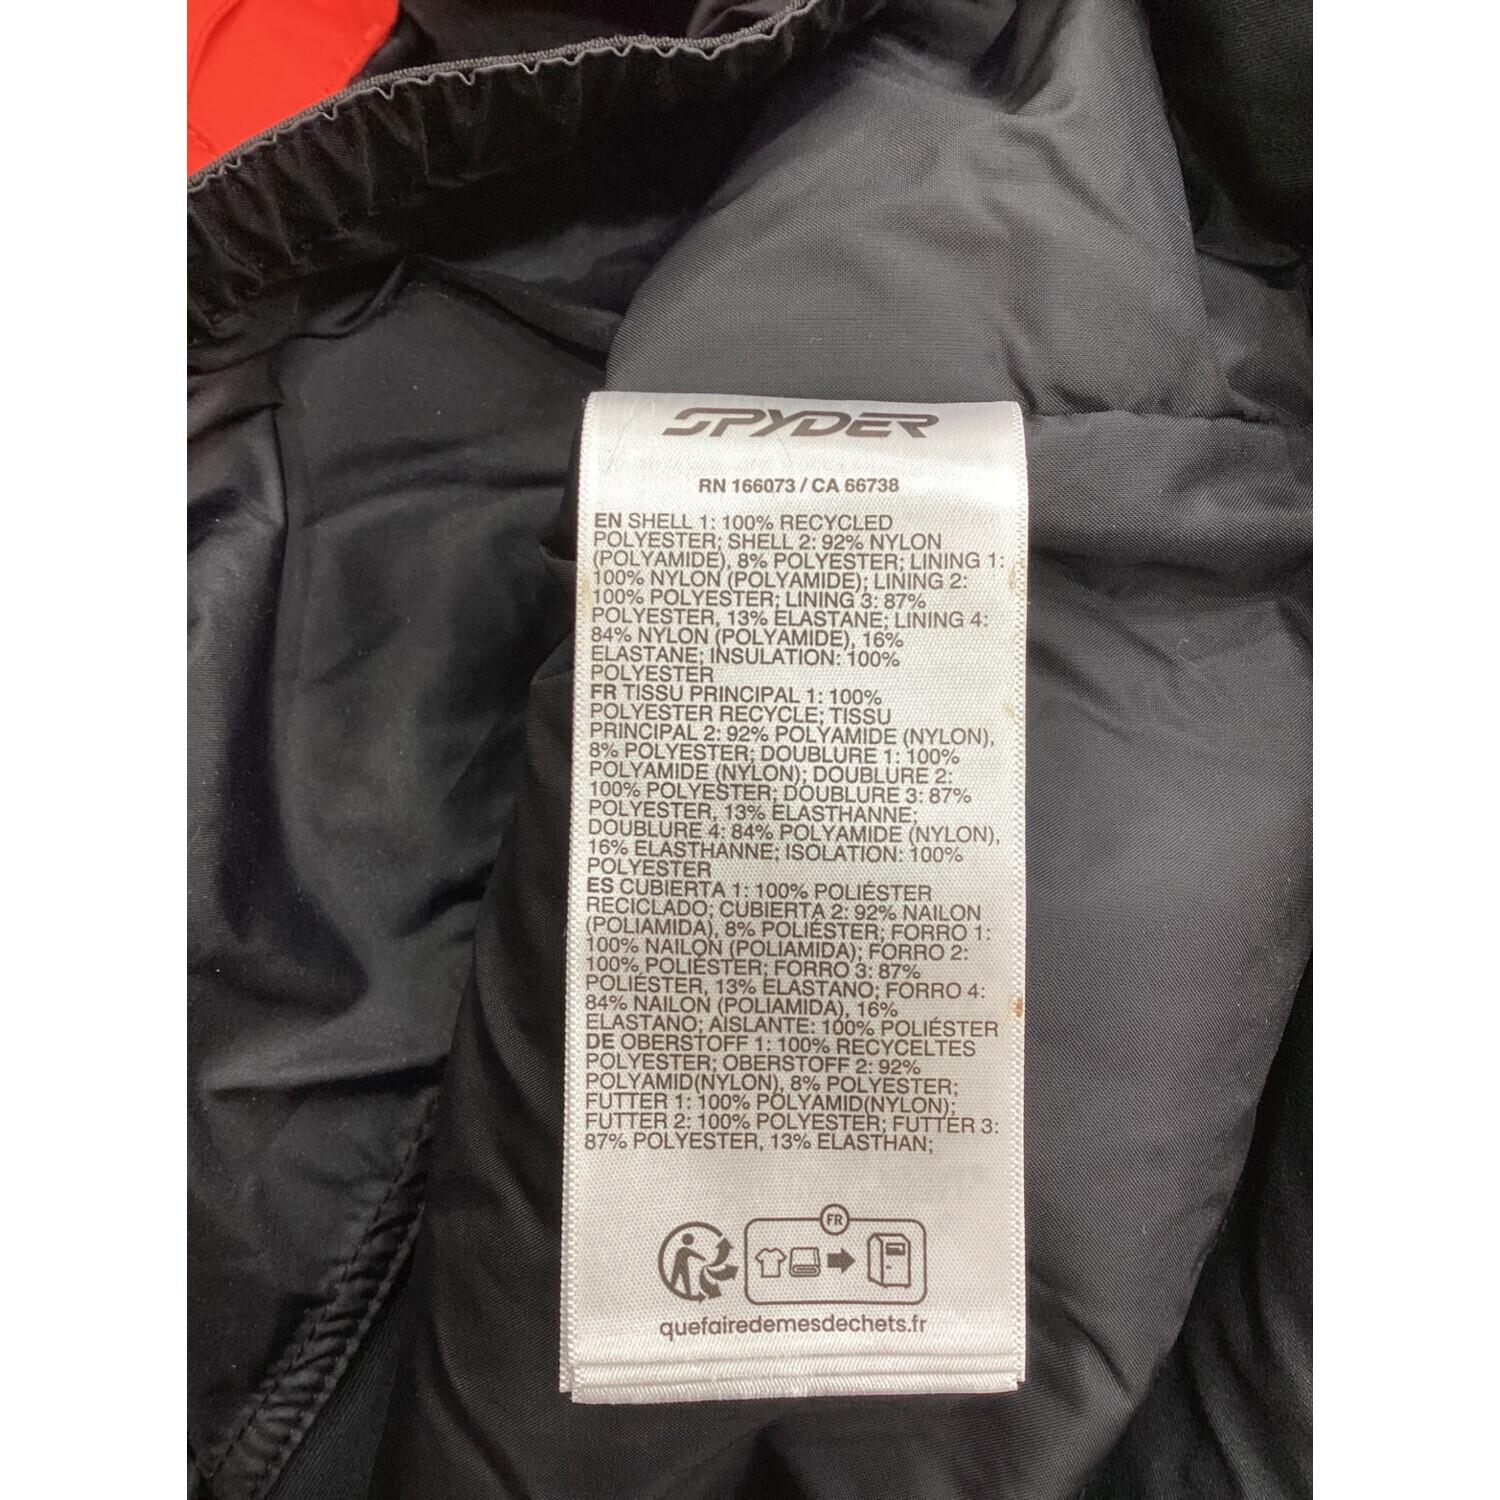 SPYDER
RN 166073 / CA 66738
EN SHELL 1: 100% RECYCLED
POLYESTER; SHELL 2: 92% NYLON
(POLYAMIDE), 8% POLYESTER; LINING 1:
100% NYLON (POLYAMIDE); LINING 2:
100% POLYESTER; LINING 3: 87%
POLYESTER, 13% ELASTANE; LINING 4:
84% NYLON (POLYAMIDE), 16%
ELASTANE; INSULATION: 100%
POLYESTER
FR TISSU PRINCIPAL 1: 100%
POLYESTER RECYCLE; TISSU
PRINCIPAL 2: 92% POLYAMIDE (NYLON),
8% POLYESTER; DOUBLURE 1: 100%
POLYAMIDE (NYLON); DOUBLURE 2:
100% POLYESTER; DOUBLURE 3: 87%
POLYESTER, 13% ELASTHANNE;
DOUBLURE 4: 84% POLYAMIDE (NYLON),
16% ELASTHANNE; ISOLATION: 100%
POLYESTER
ES CUBIERTA 1: 100% POLIÉSTER
RECICLADO; CUBIERTA 2: 92% NAILON
(POLIAMIDA), 8% POLIÉSTER; FORRO 1:
100% NAILON (POLIAMIDA); FORRO 2:
100% POLIÉSTER; FORRO 3: 87%
POLIÉSTER, 13% ELASTANO; FORRO 4:
84% NAILON (POLIAMIDA), 16%
ELASTANO; AISLANTE: 100% POLIÉSTER
DE OBERSTOFF 1: 100% RECYCELTES
POLYESTER; OBERSTOFF 2: 92%
POLYAMID(NYLON), 8% POLYESTER;
FUTTER 1: 100% POLYAMID(NYLON);
FUTTER 2: 100% POLYESTER; FUTTER 3:
87% POLYESTER, 13% ELASTHAN;
FR
quefairedemesdechets.fr